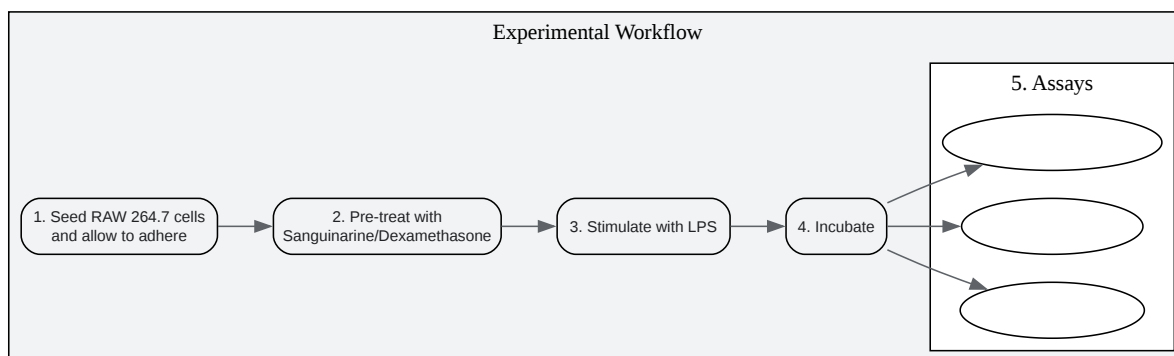 Experimental Workflow
5. Assays
1. Seed RAW 264.7 cells
and allow to adhere
2. Pre-treat with
Sanguinarine/Dexamethasone
3. Stimulate with LPS
4. Incubate